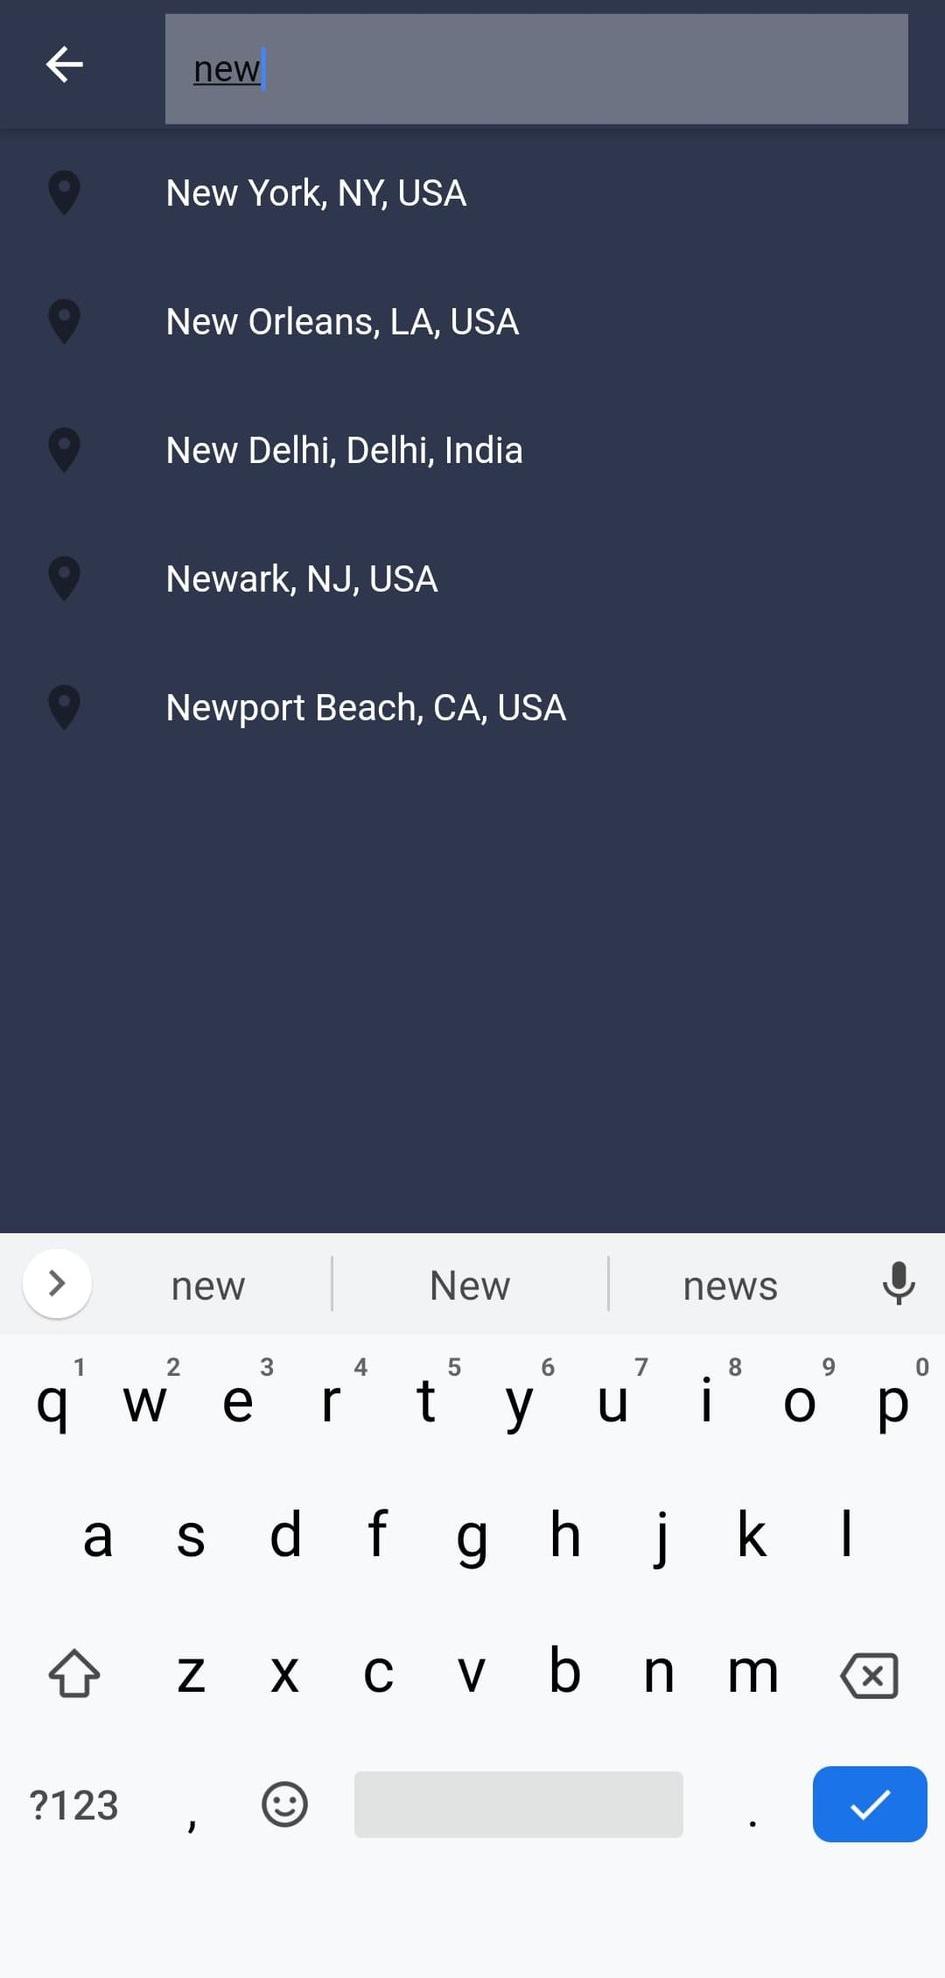 new
New York, NY, USA
New Orleans, LA, USA
New Delhi, Delhi, India
Newark, NJ, USA
Newport Beach, CA, USA
new New news
1 2 3 4 5 6 7 8 9 0
q w e r t y u i o p
a s d f g h j k l
z x c v b n m
?123 , .